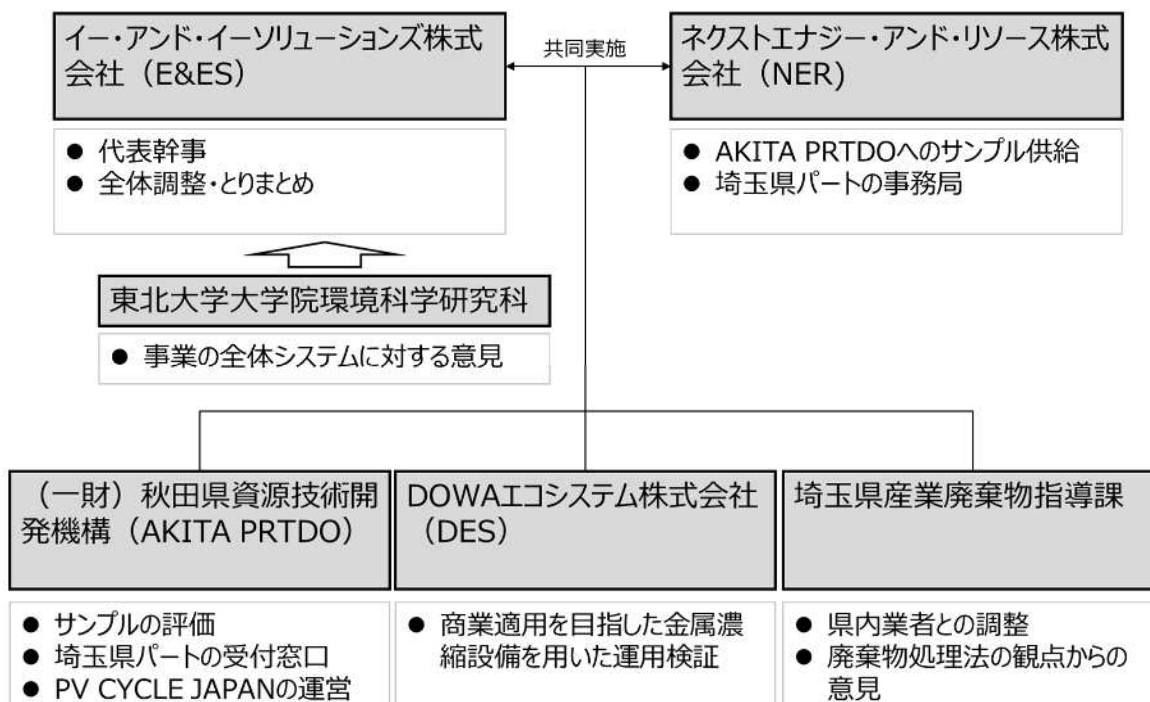 イー・アンド・イーソリューションズ株式
会社（E&ES）
共同実施
ネクストエナジー・アンド・リソース株式
会社（NER)
● 代表幹事
● 全体調整・とりまとめ
● AKITA PRTDOへのサンプル供給
● 埼玉県パートの事務局
東北大学大学院環境科学研究科
● 事業の全体システムに対する意見
（一財）秋田県資源技術開
発機構（AKITA PRTDO）
DOWAエコシステム株式会社
（DES）
埼玉県産業廃棄物指導課
● サンプルの評価
● 埼玉県パートの受付窓口
● PV CYCLE JAPANの運営
● 商業適用を目指した金属濃
縮設備を用いた運用検証
● 県内業者との調整
● 廃棄物処理法の観点からの
意見